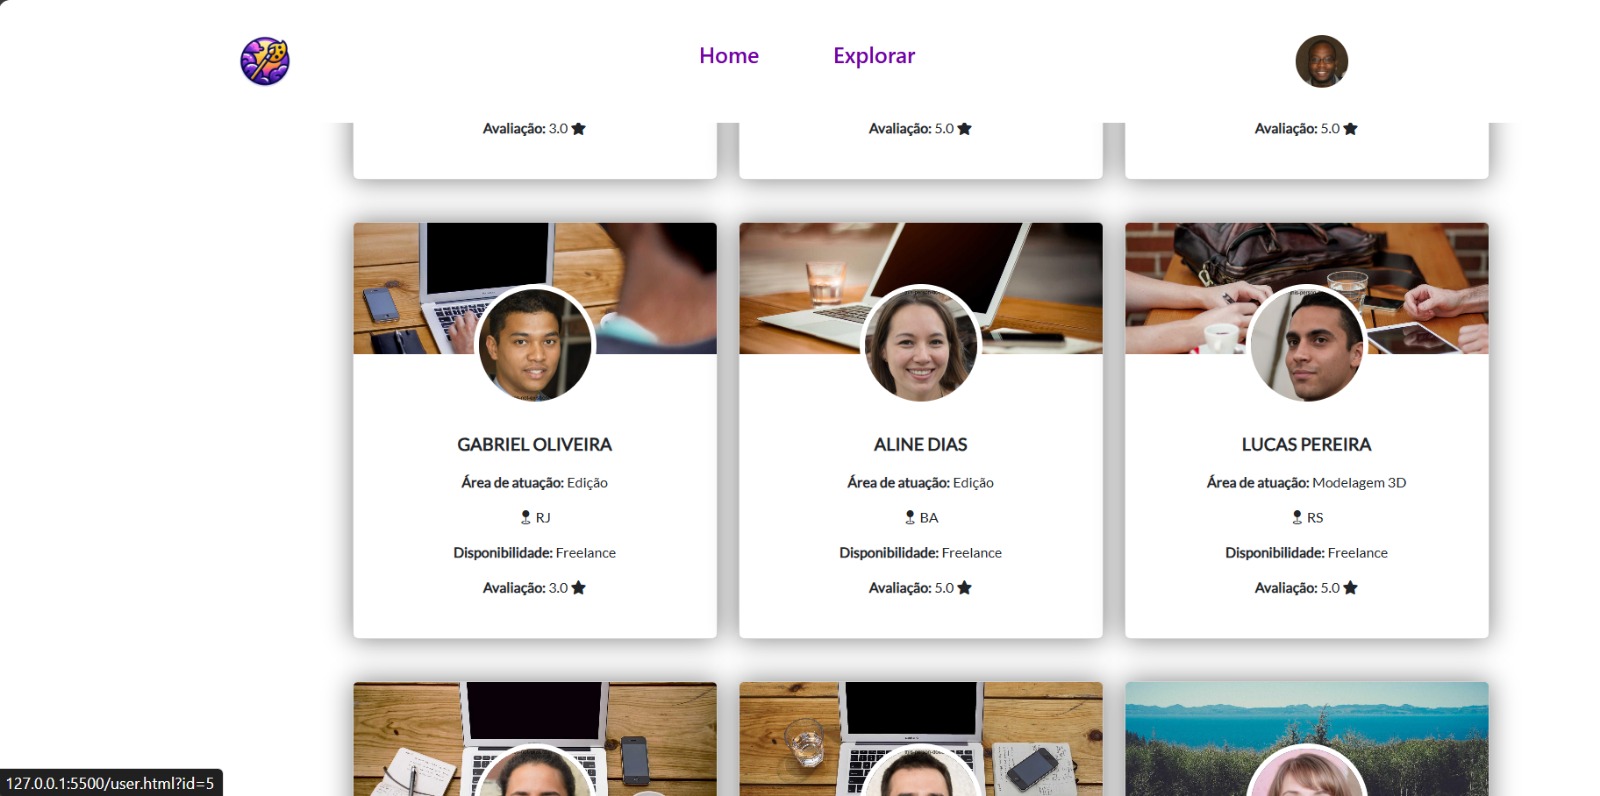 Home Explorar
Avaliação: 3.0 Avaliação: 5.0 Avaliação: 5.0
GABRIEL OLIVEIRA
Área de atuação: Edição
RJ
Disponibilidade: Freelance
Avaliação: 3.0
ALINE DIAS
Área de atuação: Edição
BA
Disponibilidade: Freelance
Avaliação: 5.0
LUCAS PEREIRA
Área de atuação: Modelagem 3D
RS
Disponibilidade: Freelance
Avaliação: 5.0
127.0.0.1:5500/user.html?id=5